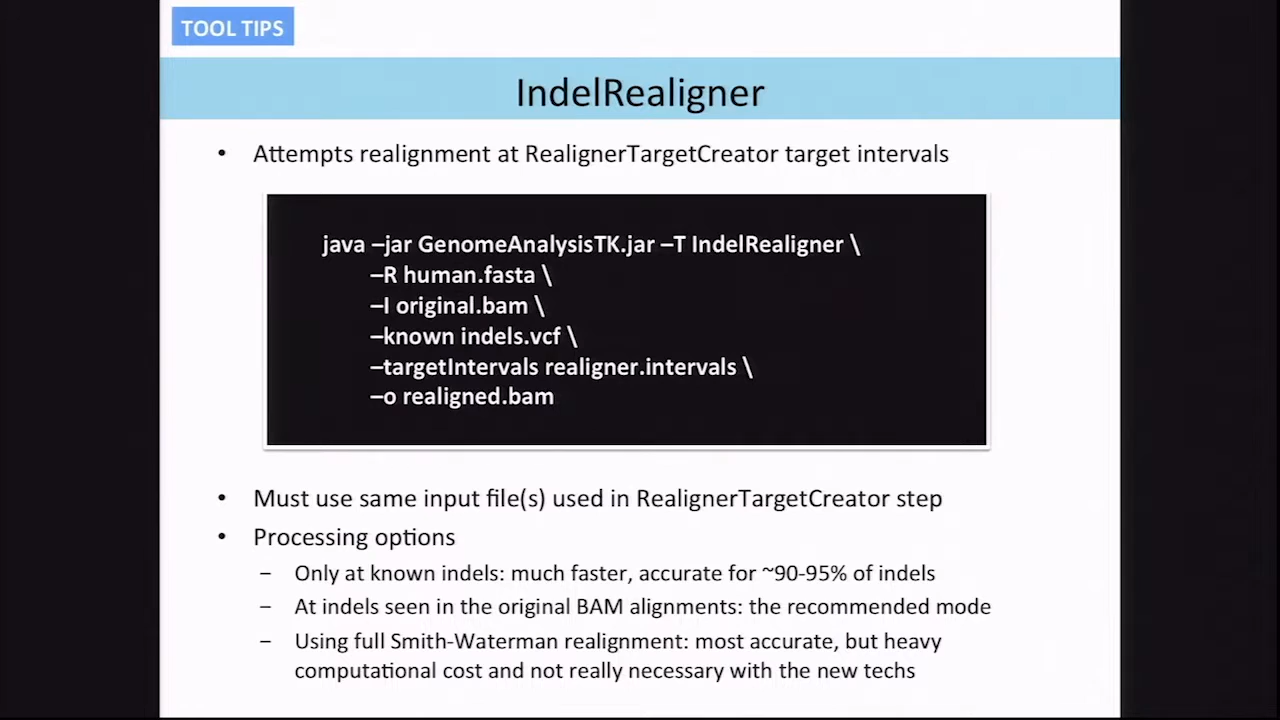 TOOL TIPS
IndelRealigner
• Attempts realignment at RealignerTargetCreator target intervals
java –jar GenomeAnalysisTK.jar –T IndelRealigner \
–R human.fasta \
–I original.bam \
–known indels.vcf \
–targetIntervals realigner.intervals \
–o realigned.bam
• Must use same input file(s) used in RealignerTargetCreator step
• Processing options
– Only at known indels: much faster, accurate for ~90-95% of indels
– At indels seen in the original BAM alignments: the recommended mode
– Using full Smith-Waterman realignment: most accurate, but heavy
computational cost and not really necessary with the new techs